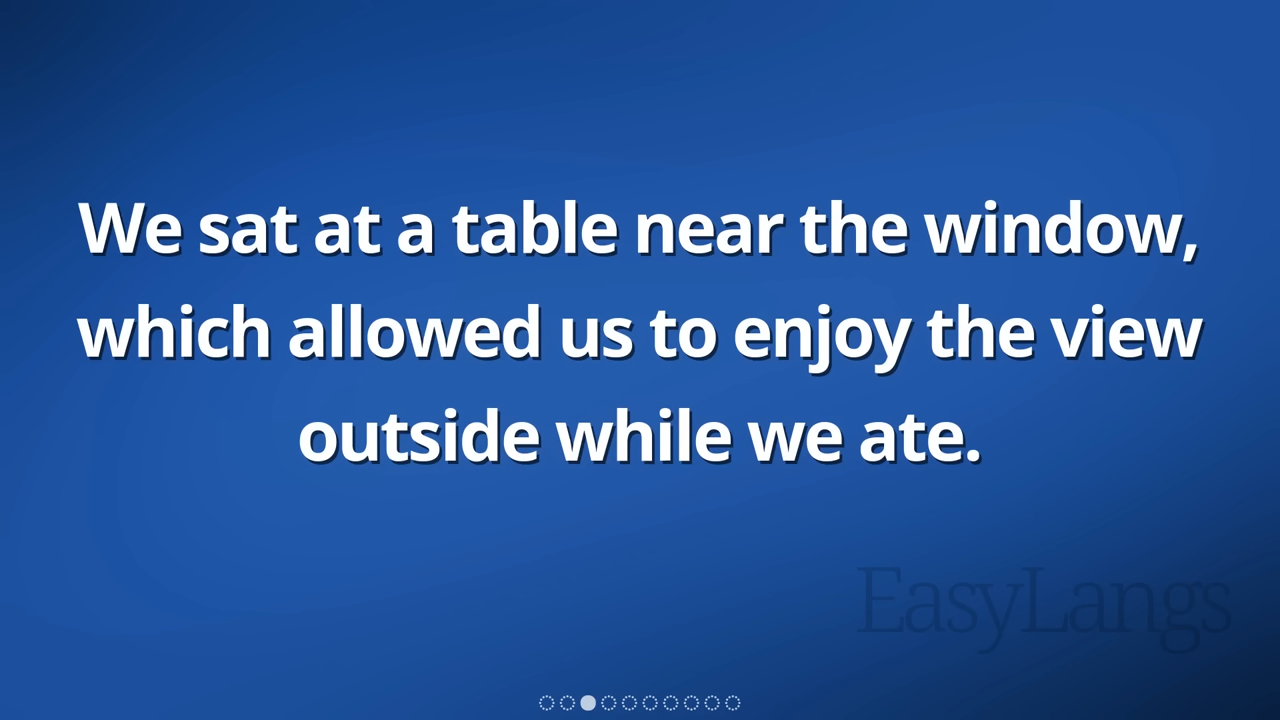 We sat at a table near the window,
which allowed us to enjoy the view
outside while we ate.
EasyLangs